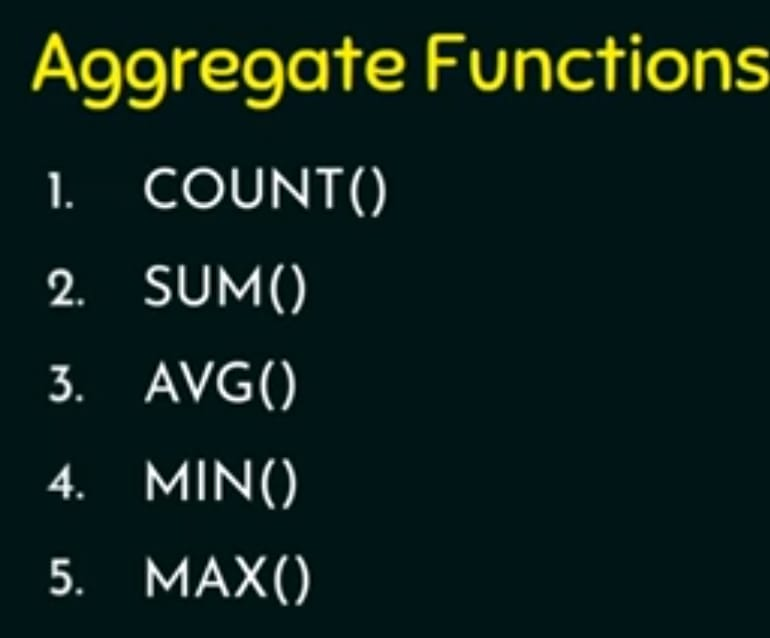 Aggregate Functions
1. COUNT()
2. SUM()
3. AVG()
4. MIN()
5. MAX()